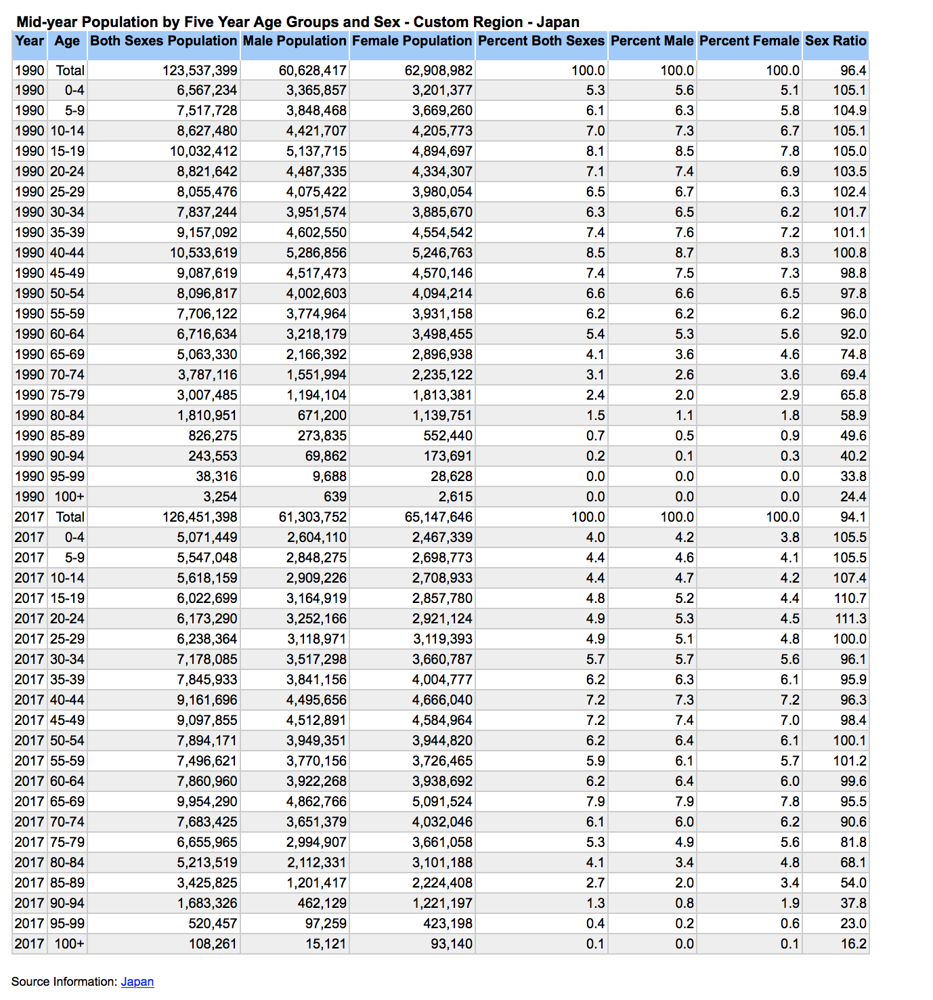 Mid-year Population by Five Year Age Groups and Sex - Custom Region - Japan
Year Age Both Sexes Population Male Population Female Population Percent Both Sexes Percent Male Percent Female Sex Ratio
1990 Total 123,537,399 60,628,417 62,908,982 100.0 100.0 100.0 96.4
1990 0-4 6,567,234 3,365,857 3,201,377 5.3 5.6 5.1 105.1
1990 5-9 7,517,728 3,848,468 3,669,260 6.1 6.3 5.8 104.9
1990 10-14 8,627,480 4,421,707 4,205,773 7.0 7.3 6.7 105.1
1990 15-19 10,032,412 5,137,715 4,894,697 8.1 8.5 7.8 105.0
1990 20-24 8,821,642 4,487,335 4,334,307 7.1 7.4 6.9 103.5
1990 25-29 8,055,476 4,075,422 3,980,054 6.5 6.7 6.3 102.4
1990 30-34 7,837,244 3,951,574 3,885,670 6.3 6.5 6.2 101.7
1990 35-39 9,157,092 4,602,550 4,554,542 7.4 7.6 7.2 101.1
1990 40-44 10,533,619 5,286,856 5,246,763 8.5 8.7 8.3 100.8
1990 45-49 9,087,619 4,517,473 4,570,146 7.4 7.5 7.3 98.8
1990 50-54 8,096,817 4,002,603 4,094,214 6.6 6.6 6.5 97.8
1990 55-59 7,706,122 3,774,964 3,931,158 6.2 6.2 6.2 96.0
1990 60-64 6,716,634 3,218,179 3,498,455 5.4 5.3 5.6 92.0
1990 65-69 5,063,330 2,166,392 2,896,938 4.1 3.6 4.6 74.8
1990 70-74 3,787,116 1,551,994 2,235,122 3.1 2.6 3.6 69.4
1990 75-79 3,007,485 1,194,104 1,813,381 2.4 2.0 2.9 65.8
1990 80-84 1,810,951 671,200 1,139,751 1.5 1.1 1.8 58.9
1990 85-89 826,275 273,835 552,440 0.7 0.5 0.9 49.6
1990 90-94 243,553 69,862 173,691 0.2 0.1 0.3 40.2
1990 95-99 38,316 9,688 28,628 0.0 0.0 0.0 33.8
1990 100+ 3,254 639 2,615 0.0 0.0 0.0 24.4
2017 Total 126,451,398 61,303,752 65,147,646 100.0 100.0 100.0 94.1
2017 0-4 5,071,449 2,604,110 2,467,339 4.0 4.2 3.8 105.5
2017 5-9 5,547,048 2,848,275 2,698,773 4.4 4.6 4.1 105.5
2017 10-14 5,618,159 2,909,226 2,708,933 4.4 4.7 4.2 107.4
2017 15-19 6,022,699 3,164,919 2,857,780 4.8 5.2 4.4 110.7
2017 20-24 6,173,290 3,252,166 2,921,124 4.9 5.3 4.5 111.3
2017 25-29 6,238,364 3,118,971 3,119,393 4.9 5.1 4.8 100.0
2017 30-34 7,178,085 3,517,298 3,660,787 5.7 5.7 5.6 96.1
2017 35-39 7,845,933 3,841,156 4,004,777 6.2 6.3 6.1 95.9
2017 40-44 9,161,696 4,495,656 4,666,040 7.2 7.3 7.2 96.3
2017 45-49 9,097,855 4,512,891 4,584,964 7.2 7.4 7.0 98.4
2017 50-54 7,894,171 3,949,351 3,944,820 6.2 6.4 6.1 100.1
2017 55-59 7,496,621 3,770,156 3,726,465 5.9 6.1 5.7 101.2
2017 60-64 7,860,960 3,922,268 3,938,692 6.2 6.4 6.0 99.6
2017 65-69 9,954,290 4,862,766 5,091,524 7.9 7.9 7.8 95.5
2017 70-74 7,683,425 3,651,379 4,032,046 6.1 6.0 6.2 90.6
2017 75-79 6,655,965 2,994,907 3,661,058 5.3 4.9 5.6 81.8
2017 80-84 5,213,519 2,112,331 3,101,188 4.1 3.4 4.8 68.1
2017 85-89 3,425,825 1,201,417 2,224,408 2.7 2.0 3.4 54.0
2017 90-94 1,683,326 462,129 1,221,197 1.3 0.8 1.9 37.8
2017 95-99 520,457 97,259 423,198 0.4 0.2 0.6 23.0
2017 100+ 108,261 15,121 93,140 0.1 0.0 0.1 16.2
Source Information: Japan